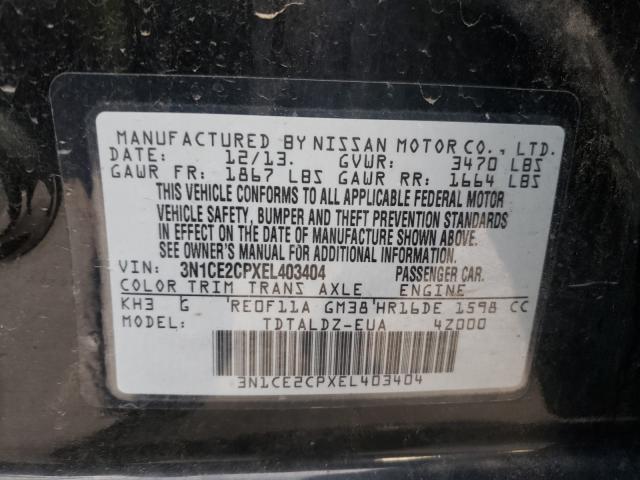 MANUFACTURED BY NISSAN MOTOR CO., LTD.
DATE: 12/13. GVWR: 3470 LBS
GAWR FR: 1867 LBS GAWR RR: 1664 LBS
THIS VEHICLE CONFORMS TO ALL APPLICABLE FEDERAL MOTOR
VEHICLE SAFETY, BUMPER AND THEFT PREVENTION STANDARDS
IN EFFECT ON THE DATE OF MANUFACTURE SHOWN ABOVE.
SEE OWNER'S MANUAL FOR ADDITIONAL INFORMATION.
VIN: 3N1CE2CPXEL403404 PASSENGER CAR.
COLOR TRIM TRANS AXLE ENGINE
KH3 G RE0F11A GM38 HR16DE 1598 CC
MODEL: TDTALDZ-EUA 4Z000
3N1CE2CPXEL403404